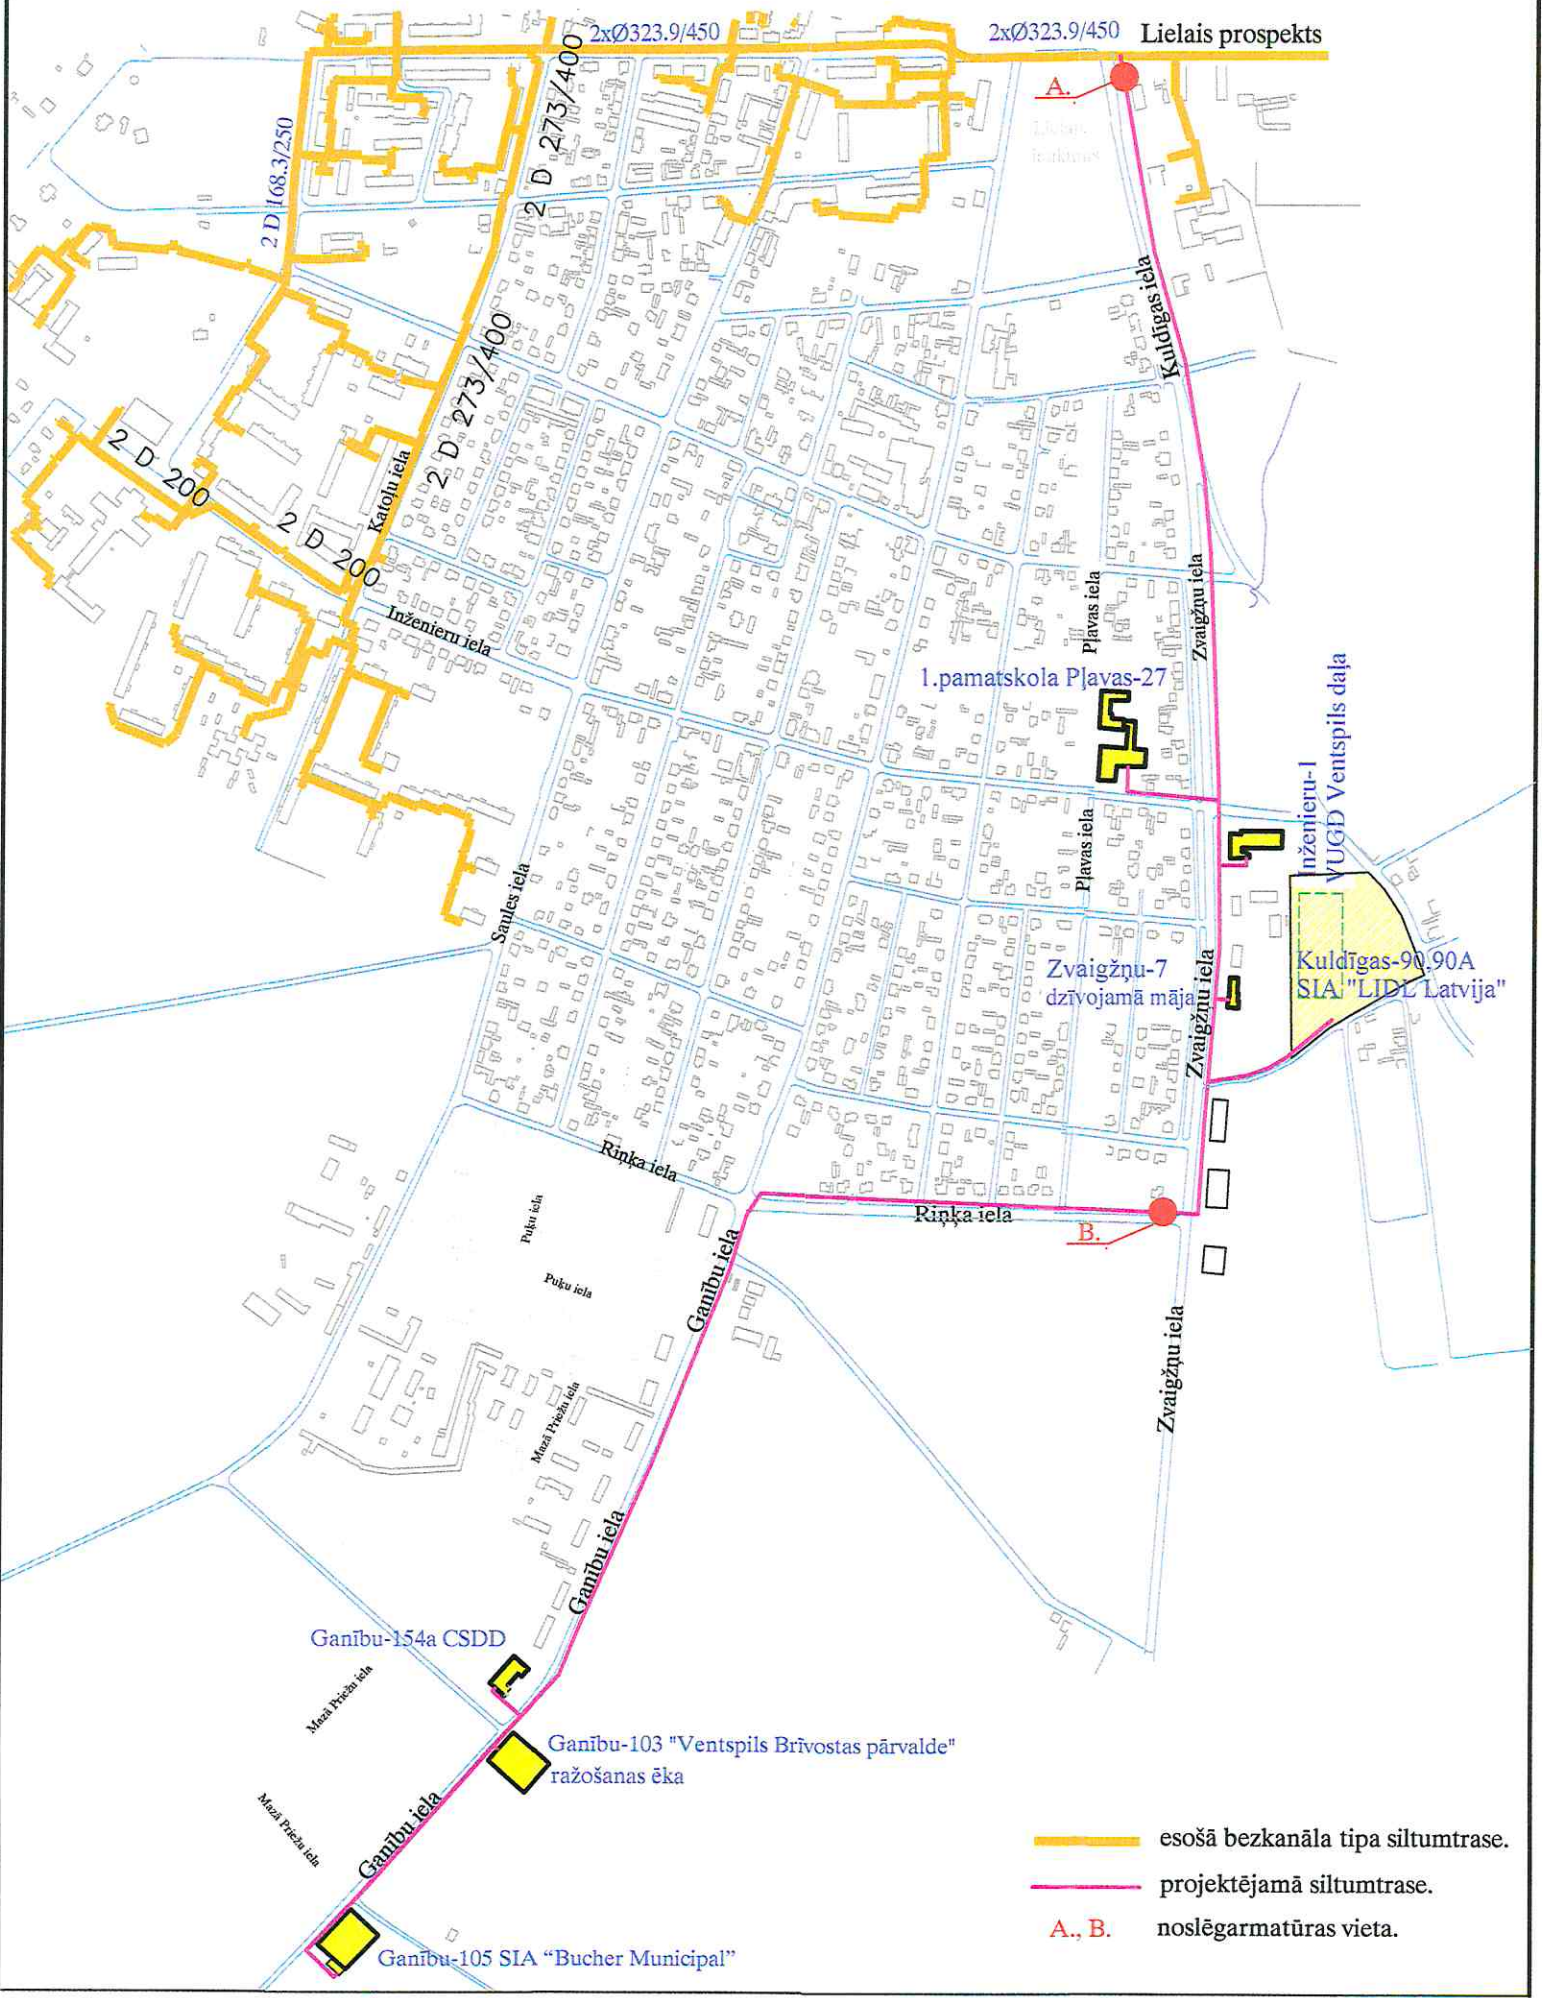 2xØ323.9/450
2xØ323.9/450
Lielais prospekts
A.
2 D 273/400
2 D 168.3/250
Kuldīgas iela
2 D 273/400
2 D 200
2 D 200
Katoļu iela
Inženieru iela
Pļavas iela
Zvaigžņu iela
1.pamatskola Pļavas-27
Inženieru-1
VUGD Ventspils daļa
Pļavas iela
Saules iela
Zvaigžņu-7
dzīvojamā māja
Zvaigžņu iela
Kuldīgas-90,90A
SIA "LIDL Latvija"
Riņķa iela
Puķu iela
Riņķa iela
B.
Ganību iela
Puķu iela
Zvaigžņu iela
Mazā Priežu iela
Ganību iela
Ganību-154a CSDD
Mazā Priežu iela
Ganību-103 "Ventspils Brīvostas pārvalde"
ražošanas ēka
Mazā Priežu iela
Ganību iela
Ganību-105 SIA “Bucher Municipal”
esošā bezkanāla tipa siltumtrase.
projektējamā siltumtrase.
A., B. noslēgarmatūras vieta.